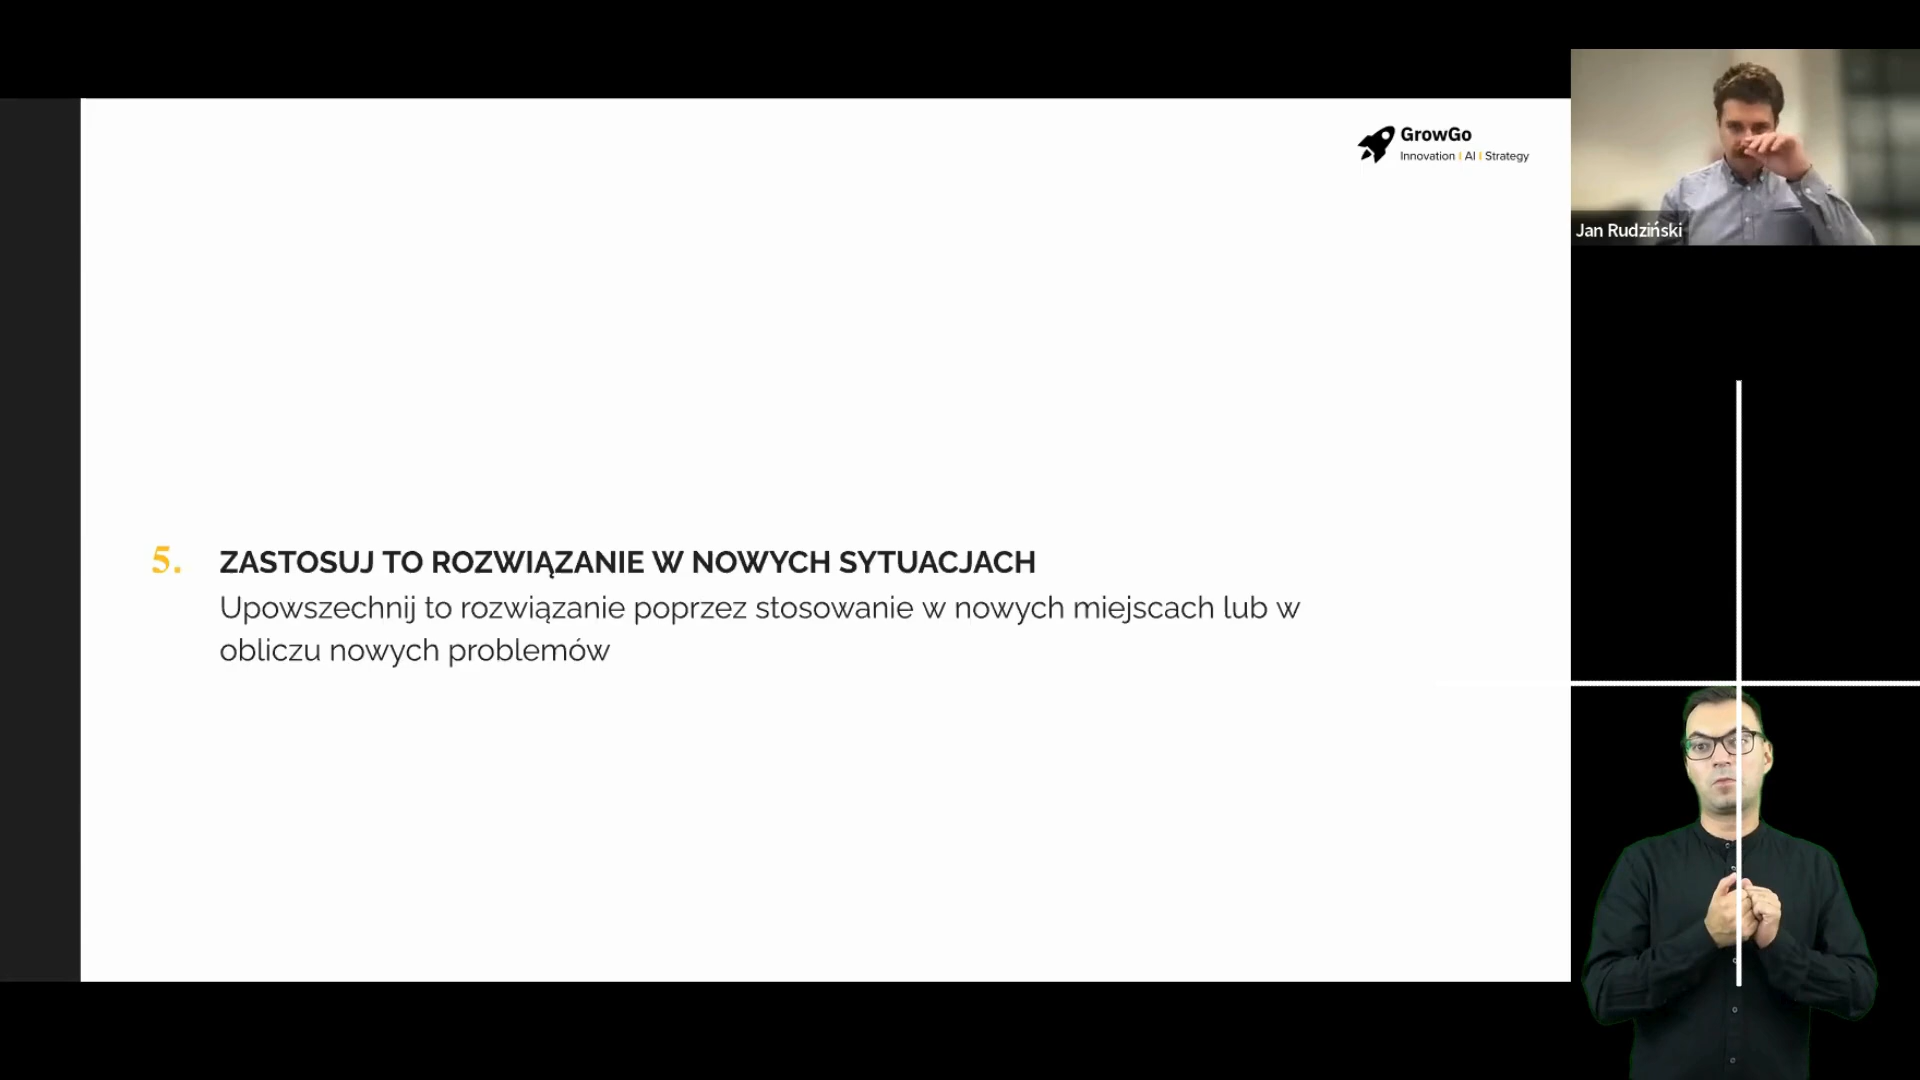 GrowGo
Innovation | AI | Strategy
Jan Rudziński
5. ZASTOSUJ TO ROZWIĄZANIE W NOWYCH SYTUACJACH
Upowszechnij to rozwiązanie poprzez stosowanie w nowych miejscach lub w
obliczu nowych problemów